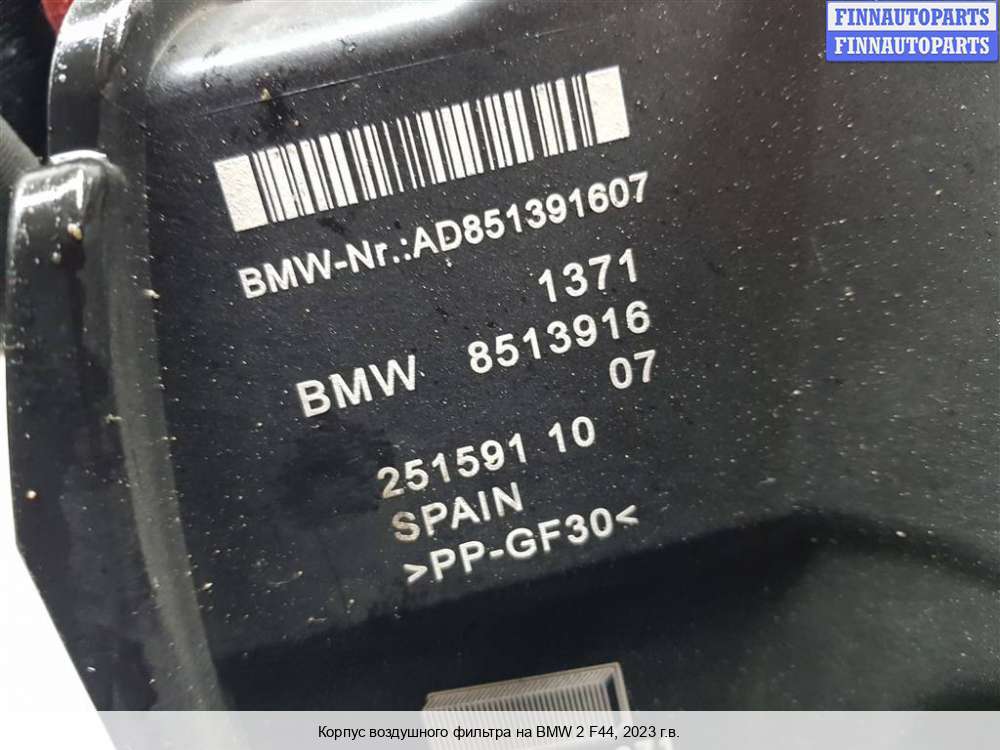 FINNAUTOPARTS
FINNAUTOPARTS
BMW-Nr.:AD851391607
1371
BMW 8513916
07
251591 10
SPAIN
>PP-GF30<
Корпус воздушного фильтра на BMW 2 F44, 2023 г.в.